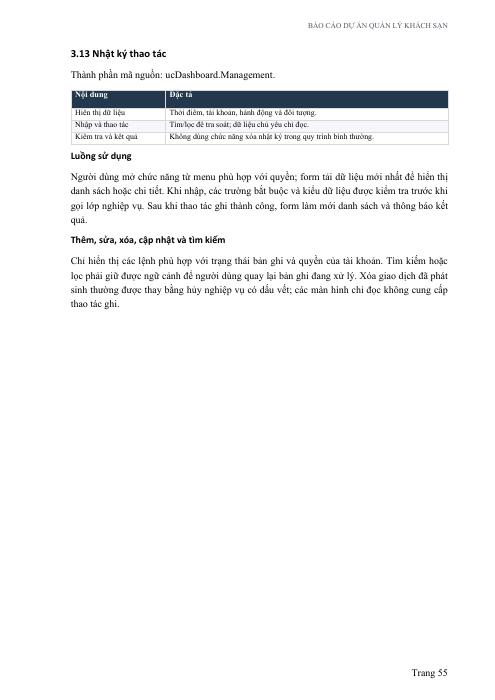 BÁO CÁO DỰ ÁN QUẢN LÝ KHÁCH SẠN
3.13 Nhật ký thao tác
Thành phần mã nguồn: ucDashboard.Management.
Nội dung Đặc tả
Hiển thị dữ liệu Thời điểm, tài khoản, hành động và đối tượng.
Nhập và thao tác Tìm/lọc để tra soát; dữ liệu chủ yếu chỉ đọc.
Kiểm tra và kết quả Không dùng chức năng xóa nhật ký trong quy trình bình thường.
Luồng sử dụng
Người dùng mở chức năng từ menu phù hợp với quyền; form tải dữ liệu mới nhất để hiển thị
danh sách hoặc chi tiết. Khi nhập, các trường bắt buộc và kiểu dữ liệu được kiểm tra trước khi
gọi lớp nghiệp vụ. Sau khi thao tác ghi thành công, form làm mới danh sách và thông báo kết
quả.
Thêm, sửa, xóa, cập nhật và tìm kiếm
Chỉ hiển thị các lệnh phù hợp với trạng thái bản ghi và quyền của tài khoản. Tìm kiếm hoặc
lọc phải giữ được ngữ cảnh để người dùng quay lại bản ghi đang xử lý. Xóa giao dịch đã phát
sinh thường được thay bằng hủy nghiệp vụ có dấu vết; các màn hình chỉ đọc không cung cấp
thao tác ghi.
Trang 55